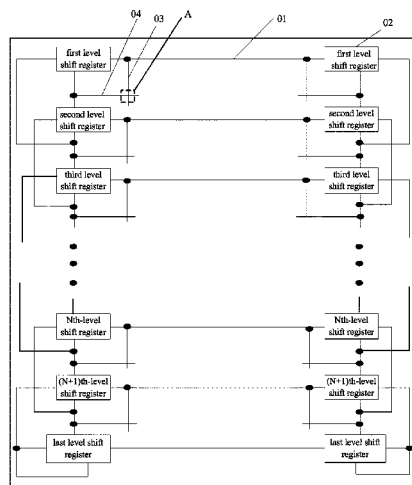 04 03 A 01 02
first level
shift register
first level
shift register
second level
shift register
second level
shift register
third level
shift register
third level
shift register
Nth-level
shift register
Nth-level
shift register
(N+1)th-level
shift register
(N+1)th-level
shift register
last level shift
register
last level shift
register